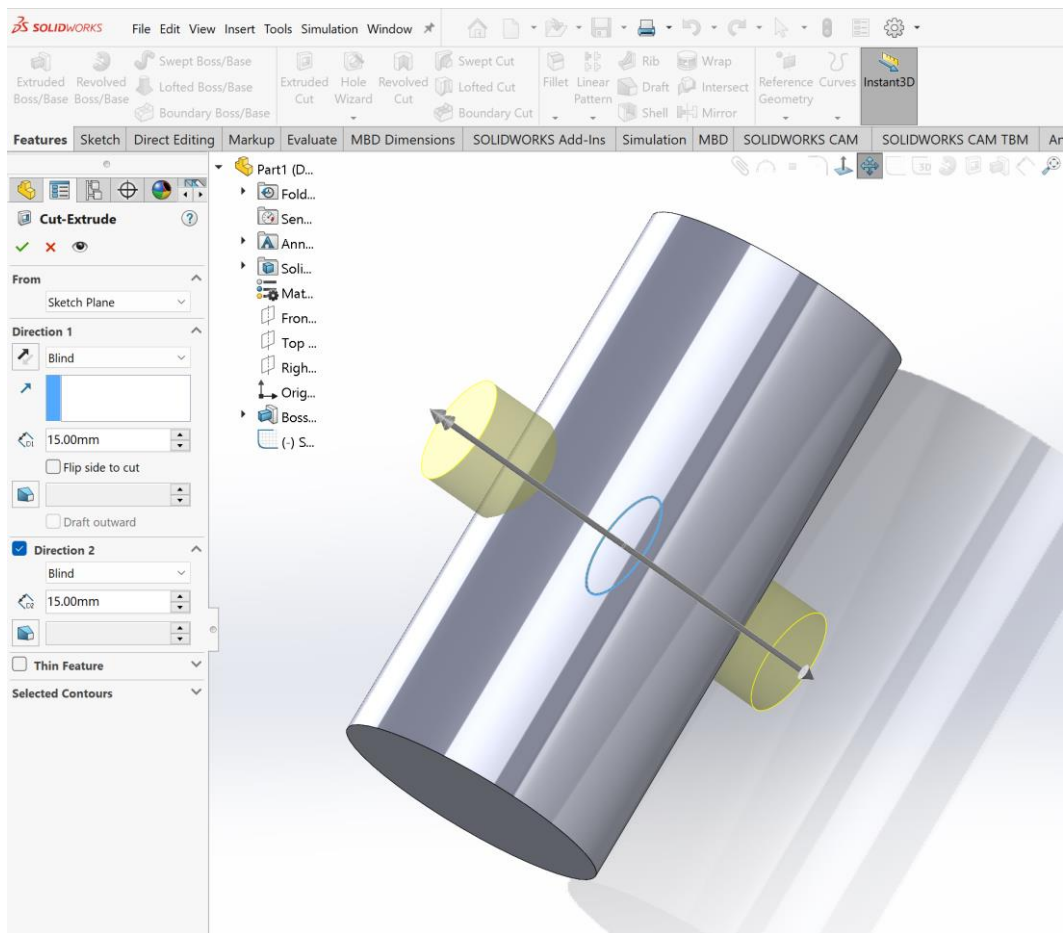 SOLIDWORKS File Edit View Insert Tools Simulation Window
Extruded Boss/Base Revolved Boss/Base Swept Boss/Base Extruded Cut Hole Wizard Revolved Cut Swept Cut Fillet Linear Pattern Rib Wrap Reference Geometry Curves Instant3D
Lofted Boss/Base Lofted Cut Draft Intersect
Boundary Boss/Base Boundary Cut Shell Mirror
Features Sketch Direct Editing Markup Evaluate MBD Dimensions SOLIDWORKS Add-Ins Simulation MBD SOLIDWORKS CAM SOLIDWORKS CAM TBM An
Cut-Extrude
From
Sketch Plane
Direction 1
Blind
D1
15.00mm
Flip side to cut
Draft outward
Direction 2
Blind
D2
15.00mm
Thin Feature
Selected Contours
Part1 (D...
Fold...
Sen...
A Ann...
Soli...
Mat...
Fron...
Top ...
Righ...
Orig...
Boss...
(-) S...
3D